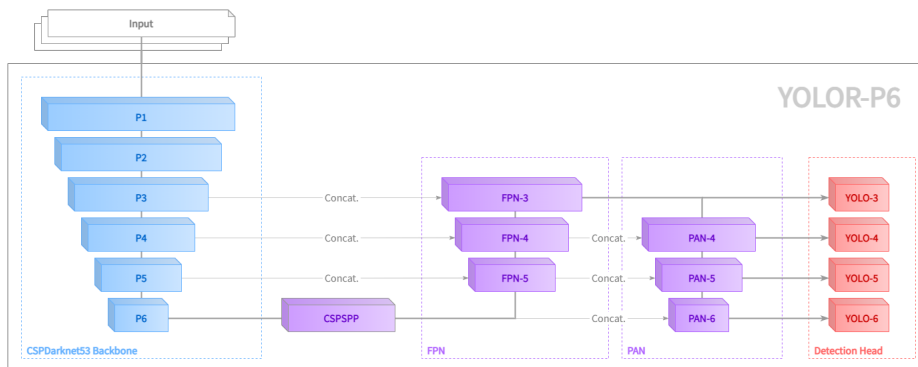 Input
YOLOR-P6
P1
P2
P3
Concat.
FPN-3
YOLO-3
P4
Concat.
FPN-4
Concat.
PAN-4
YOLO-4
P5
Concat.
FPN-5
Concat.
PAN-5
YOLO-5
P6
CSPSPP
Concat.
PAN-6
YOLO-6
CSPDarknet53 Backbone
FPN
PAN
Detection Head